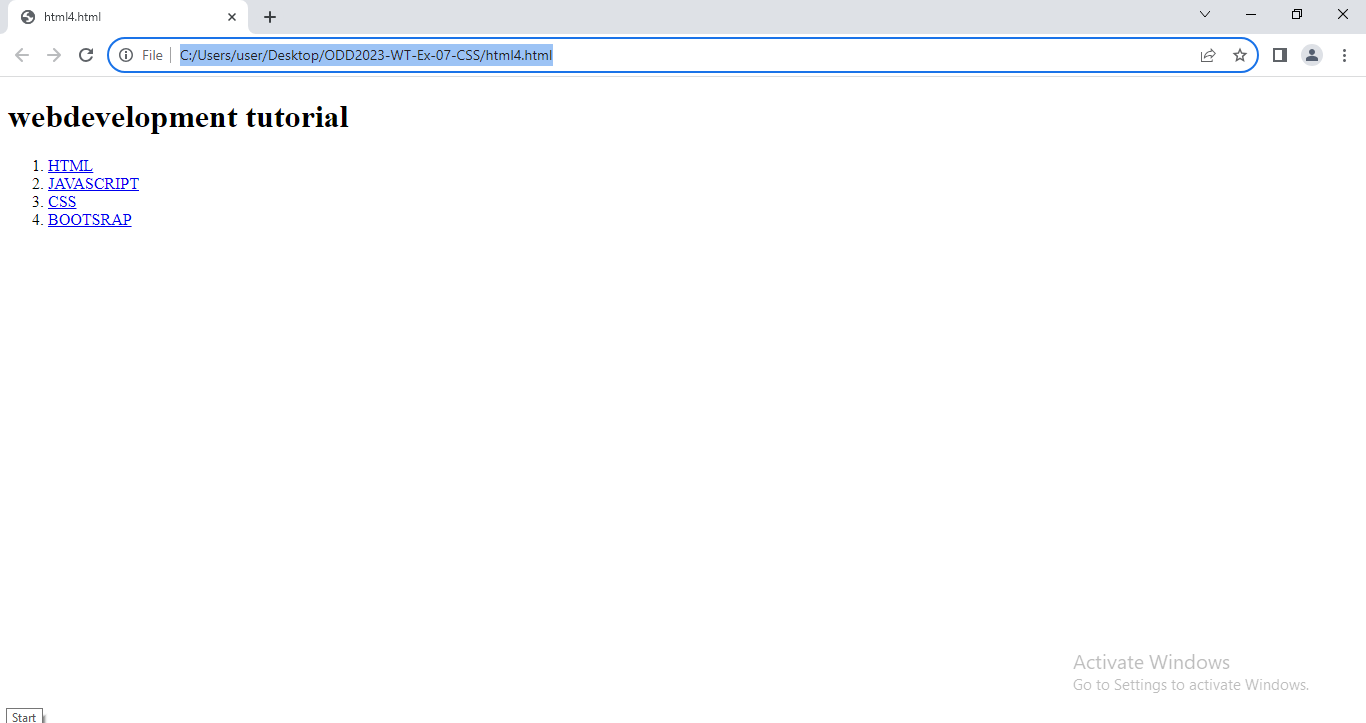 html4.html
File C:/Users/user/Desktop/ODD2023-WT-Ex-07-CSS/html4.html
webdevelopment tutorial
1. HTML
2. JAVASCRIPT
3. CSS
4. BOOTSRAP
Activate Windows
Go to Settings to activate Windows.
Start